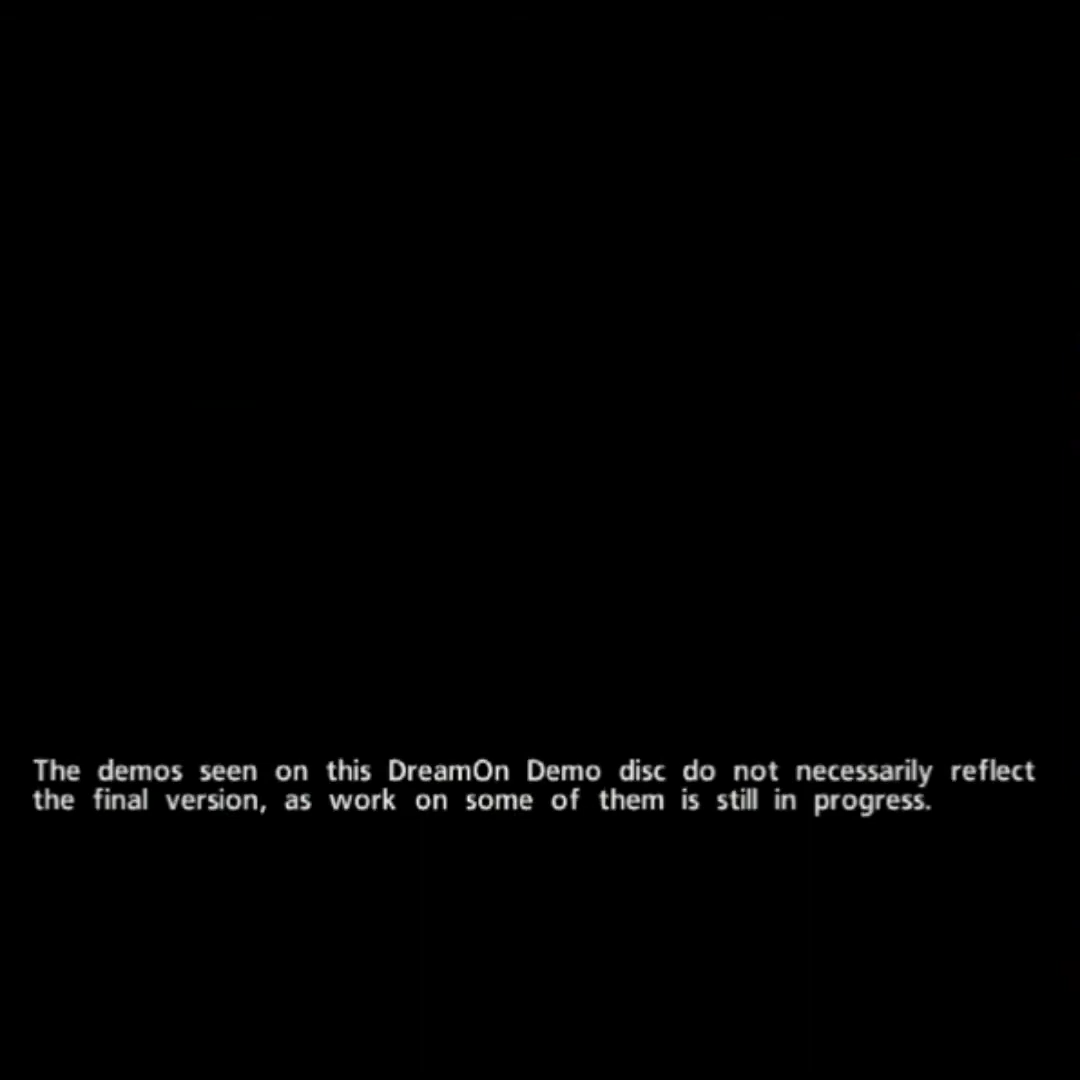 The demos seen on this DreamOn Demo disc do not necessarily reflect
the final version, as work on some of them is still in progress.